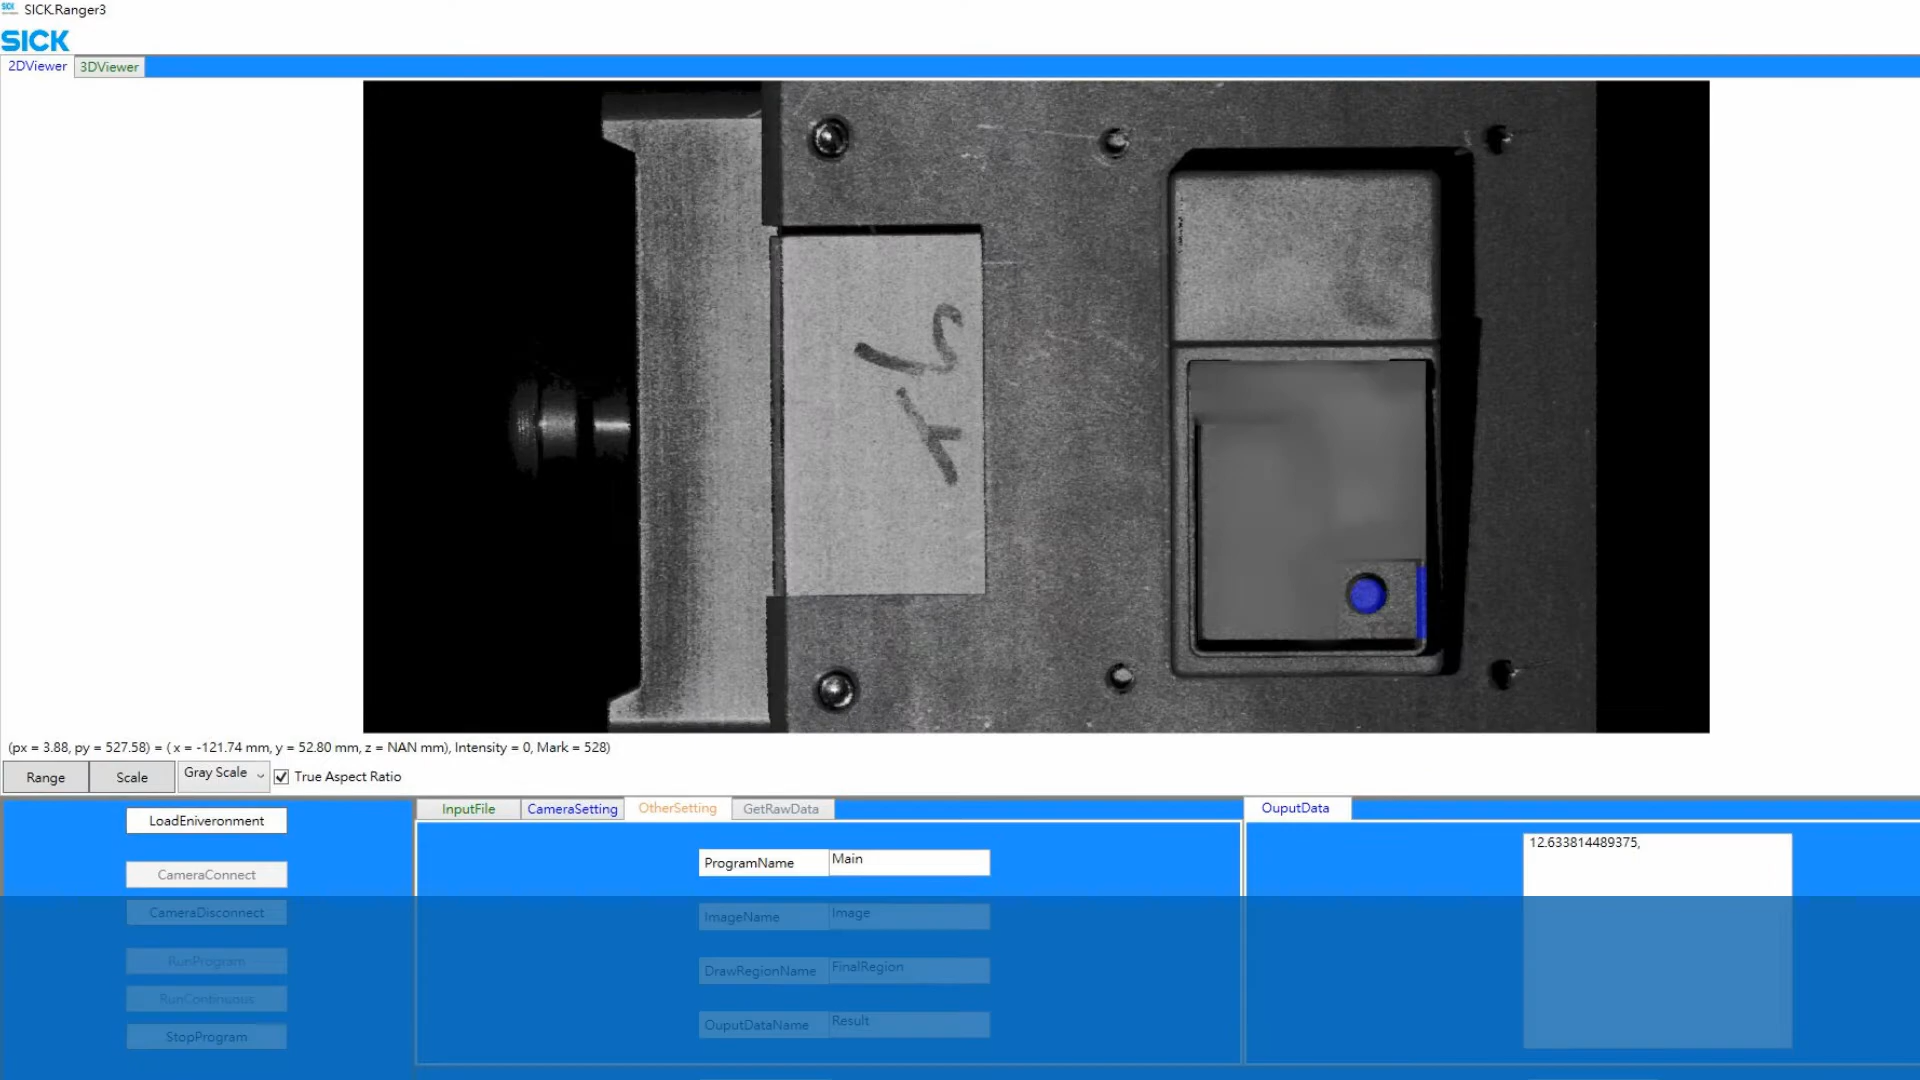 SICK
SICK.Ranger3
SICK
2DViewer
3DViewer
(px = 3.88, py = 527.58) = ( x = -121.74 mm, y = 52.80 mm, z = NAN mm), Intensity = 0, Mark = 528)
Range
Scale
Gray Scale
True Aspect Ratio
LoadEniveronment
CameraConnect
CameraDisconnect
RunProgram
RunContinuous
StopProgram
InputFile
CameraSetting
OtherSetting
GetRawData
ProgramName
Main
ImageName
Image
DrawRegionName
FinalRegion
OuputDataName
Result
OuputData
12.633814489375,